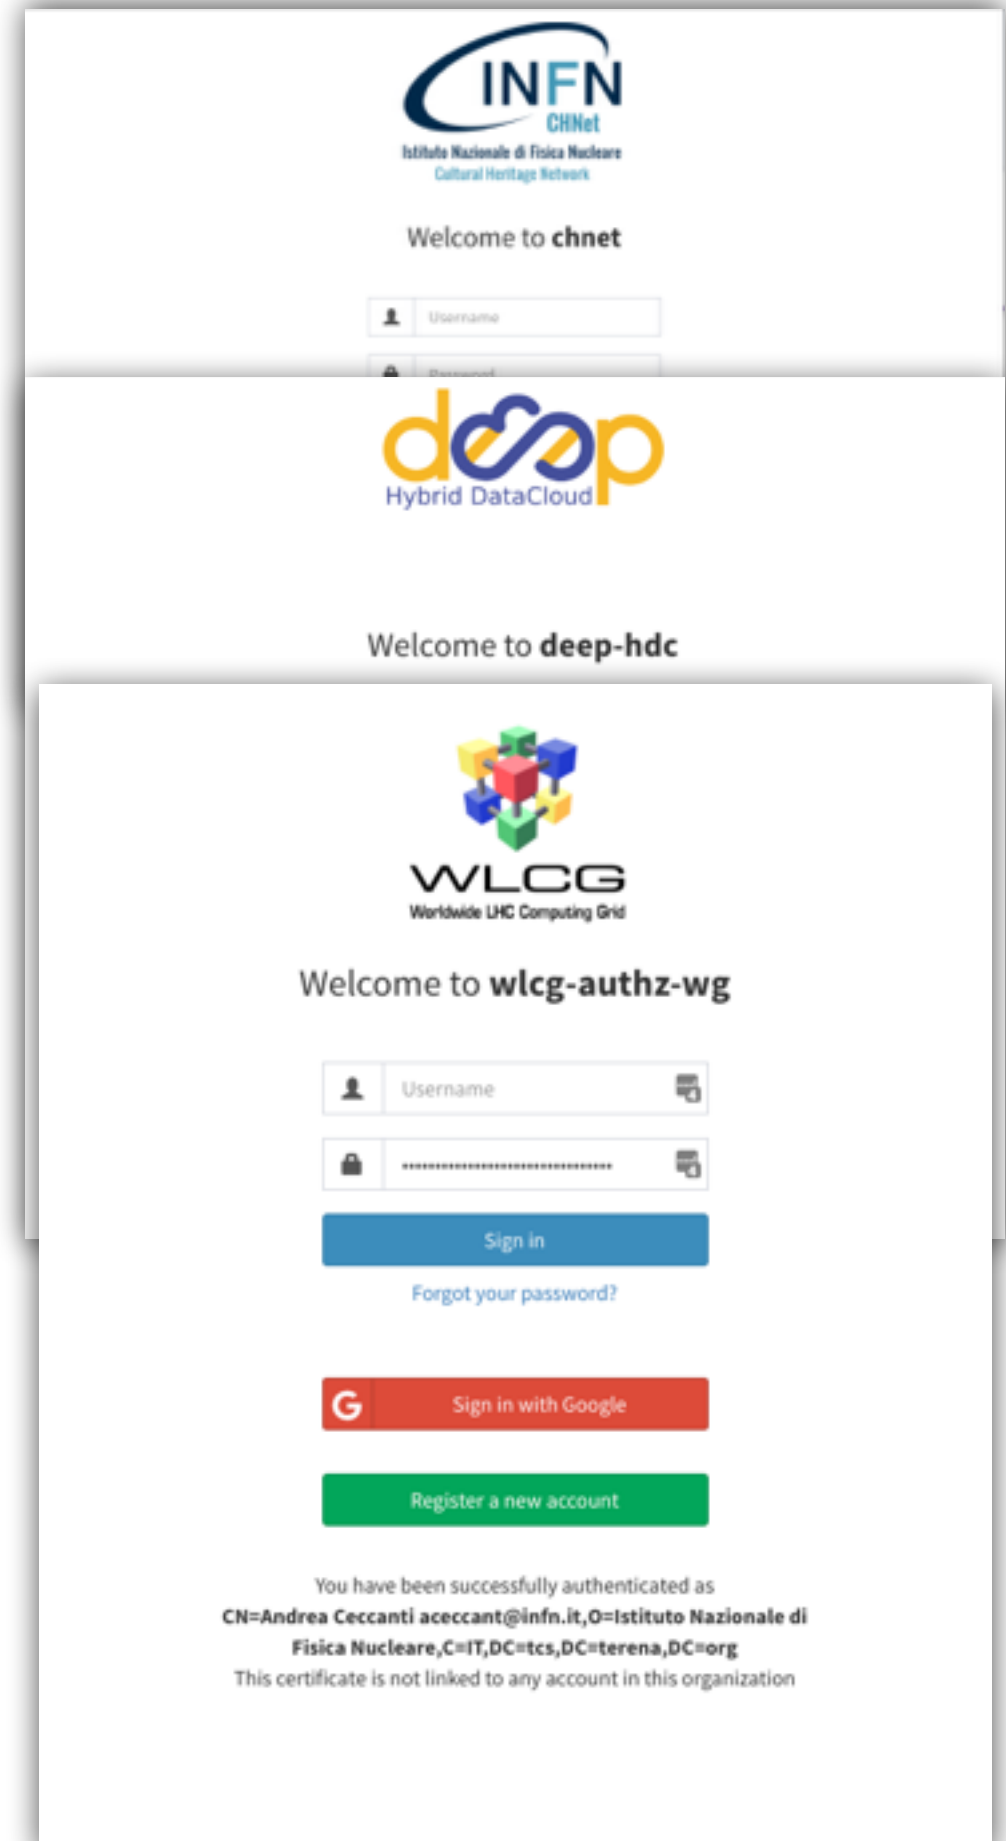 INFN
CHNet
Istituto Nazionale di Fisica Nucleare
Cultural Heritage Network
Welcome to chnet
Username
Password
deep
Hybrid DataCloud
Welcome to deep-hdc
WLCG
Worldwide LHC Computing Grid
Welcome to wlcg-authz-wg
Username
Sign in
Forgot your password?
G Sign in with Google
Register a new account
You have been successfully authenticated as
CN=Andrea Ceccanti aceccant@infn.it,O=Istituto Nazionale di
Fisica Nucleare,C=IT,DC=tcs,DC=terena,DC=org
This certificate is not linked to any account in this organization